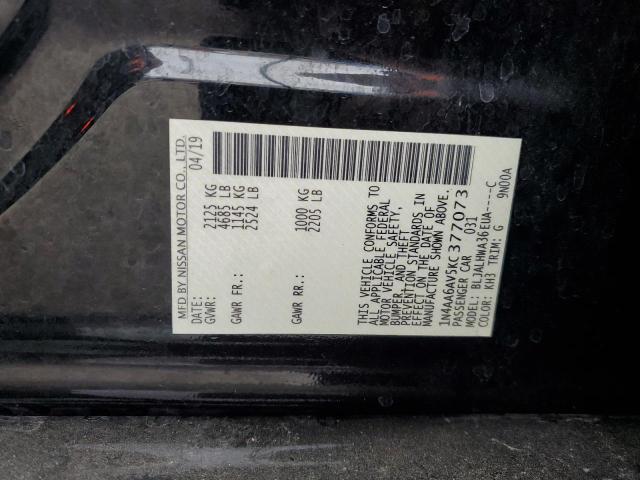 MFD BY NISSAN MOTOR CO., LTD.
DATE: 04/19
GVWR: 2125 KG
4685 LB
GAWR FR.: 1145 KG
2524 LB
GAWR RR.: 1000 KG
2205 LB
THIS VEHICLE CONFORMS TO
ALL APPLICABLE FEDERAL
MOTOR VEHICLE SAFETY,
BUMPER, AND THEFT
PREVENTION STANDARDS IN
EFFECT ON THE DATE OF
MANUFACTURE SHOWN ABOVE.
1N4AA6AV5KC377073
PASSENGER CAR 031
MODEL: BLJALHWA36EUA-----C
COLOR: KH3 TRIM: G 9N00A